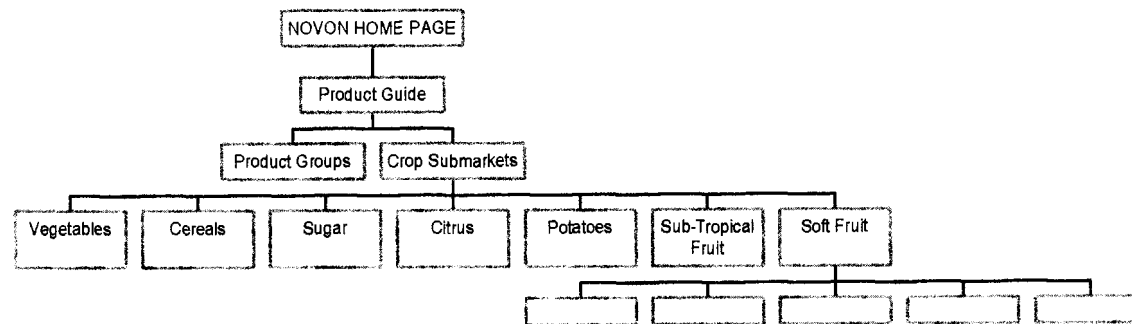 NOVON HOME PAGE
Product Guide
Product Groups
Crop Submarkets
Vegetables
Cereals
Sugar
Citrus
Potatoes
Sub-Tropical
Fruit
Soft Fruit